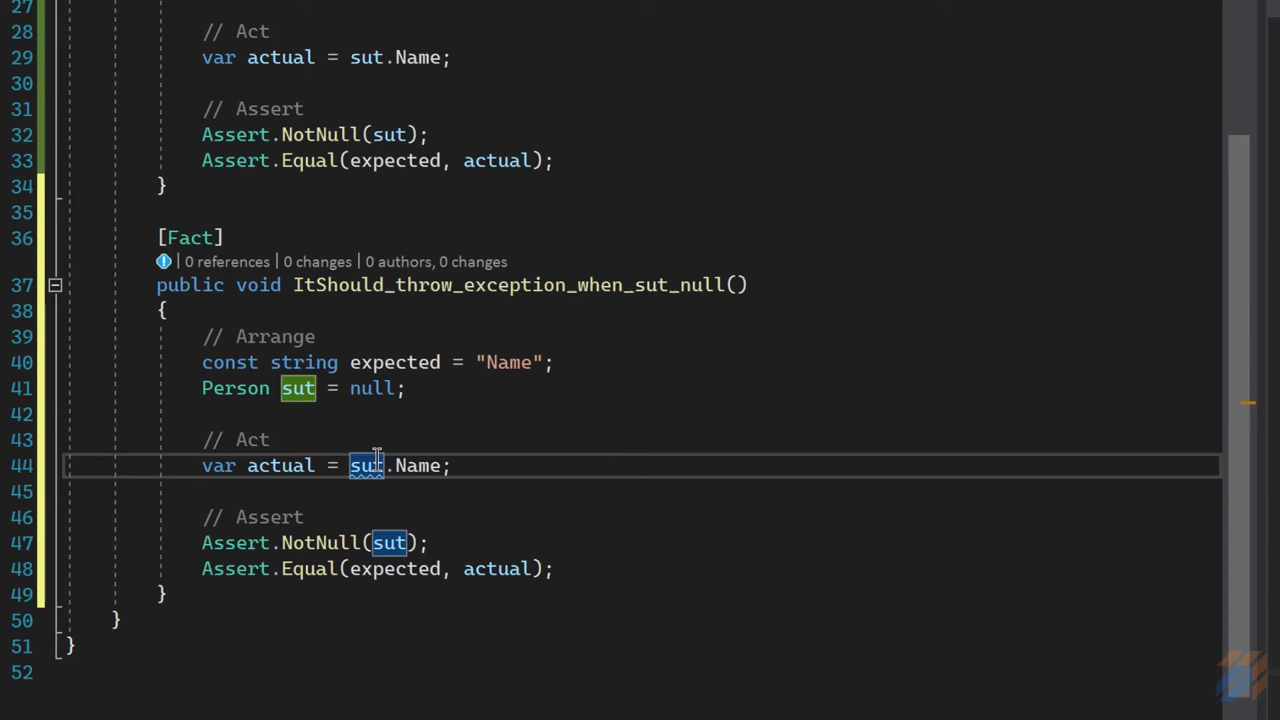 27
28 // Act
29 var actual = sut.Name;
30
31 // Assert
32 Assert.NotNull(sut);
33 Assert.Equal(expected, actual);
34 }
35
36 [Fact]
0 references | 0 changes | 0 authors, 0 changes
37 public void ItShould_throw_exception_when_sut_null()
38 {
39 // Arrange
40 const string expected = "Name";
41 Person sut = null;
42
43 // Act
44 var actual = sut.Name;
45
46 // Assert
47 Assert.NotNull(sut);
48 Assert.Equal(expected, actual);
49 }
50 }
51 }
52